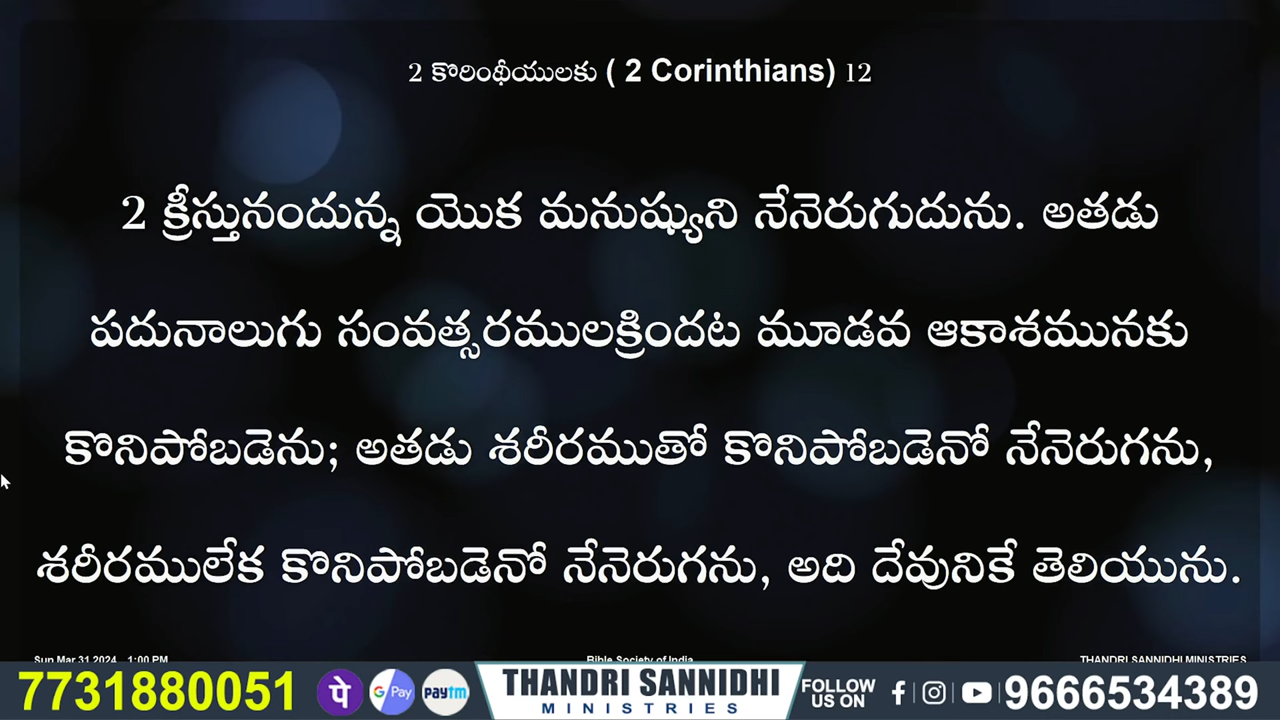 2 కొరింథీయులకు ( 2 Corinthians) 12
2 క్రీస్తునందున్న యొక మనుష్యుని నేనెరుగుదును. అతడు
పదునాలుగు సంవత్సరములక్రిందట మూడవ ఆకాశమునకు
కొనిపోబడెను; అతడు శరీరముతో కొనిపోబడెనో నేనెరుగను,
శరీరములేక కొనిపోబడెనో నేనెరుగను, అది దేవునికే తెలియును.
Sun Mar 31 2024 1:00 PM Bible Society of India THANDRI SANNIDHI MINISTRIES
7731880051 पे G Pay paytm THANDRI SANNIDHI FOLLOW 9666534389
MINISTRIES US ON